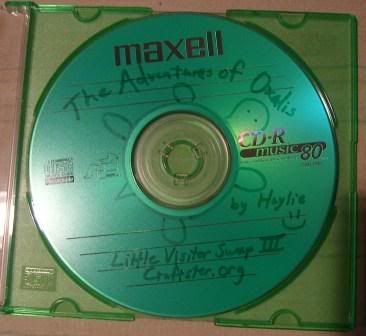 maxell
The Adventures of Oxalis
CD-R
music 80
by Haylie
Little Visitor Swap III
Craftster.org